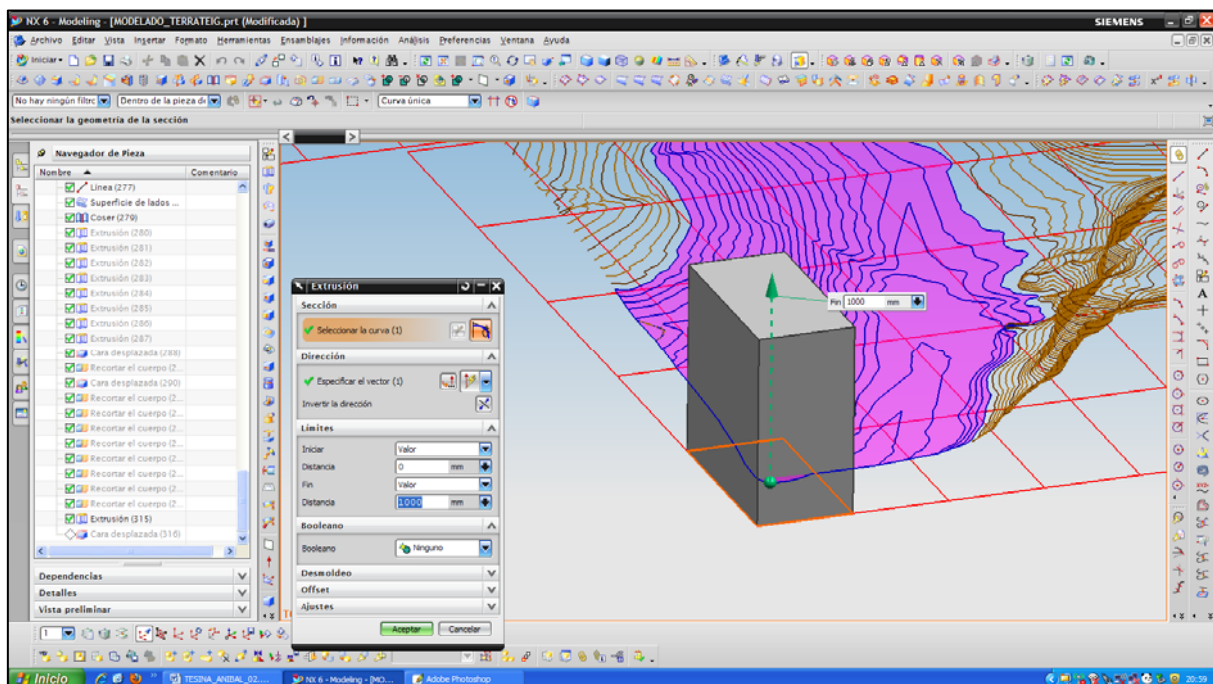 NX 6 - Modeling - [MODELADO_TERRATEIG.prt (Modificada) ]
SIEMENS
Archivo Editar Vista Insertar Formato Herramientas Ensamblajes Información Análisis Preferencias Ventana Ayuda
Iniciar
No hay ningún filtrc
Dentro de la pieza de
Curva única
Seleccionar la geometría de la sección
Navegador de Pieza
Nombre
Comentario
Línea (277)
Superficie de lados ...
Coser (279)
Extrusión (280)
Extrusión (281)
Extrusión (282)
Extrusión (283)
Extrusión (284)
Extrusión (285)
Extrusión (286)
Extrusión (287)
Cara desplazada (288)
Recortar el cuerpo (2...
Cara desplazada (290)
Recortar el cuerpo (2...
Recortar el cuerpo (2...
Recortar el cuerpo (2...
Recortar el cuerpo (2...
Recortar el cuerpo (2...
Recortar el cuerpo (2...
Extrusión (315)
Cara desplazada (316)
Dependencias
Detalles
Vista preliminar
Extrusión
Sección
Seleccionar la curva (1)
Dirección
Especificar el vector (1)
Invertir la dirección
Límites
Iniciar
Valor
Distancia
0
mm
Fin
Valor
Distancia
1000
mm
Booleano
Booleano
Ninguno
Desmoldeo
Offset
Ajustes
Aceptar
Cancelar
Fin 1000 mm
1
Inicio
TESINA_ANIBAL_02....
NX 6 - Modeling - [MO...
Adobe Photoshop
20:59